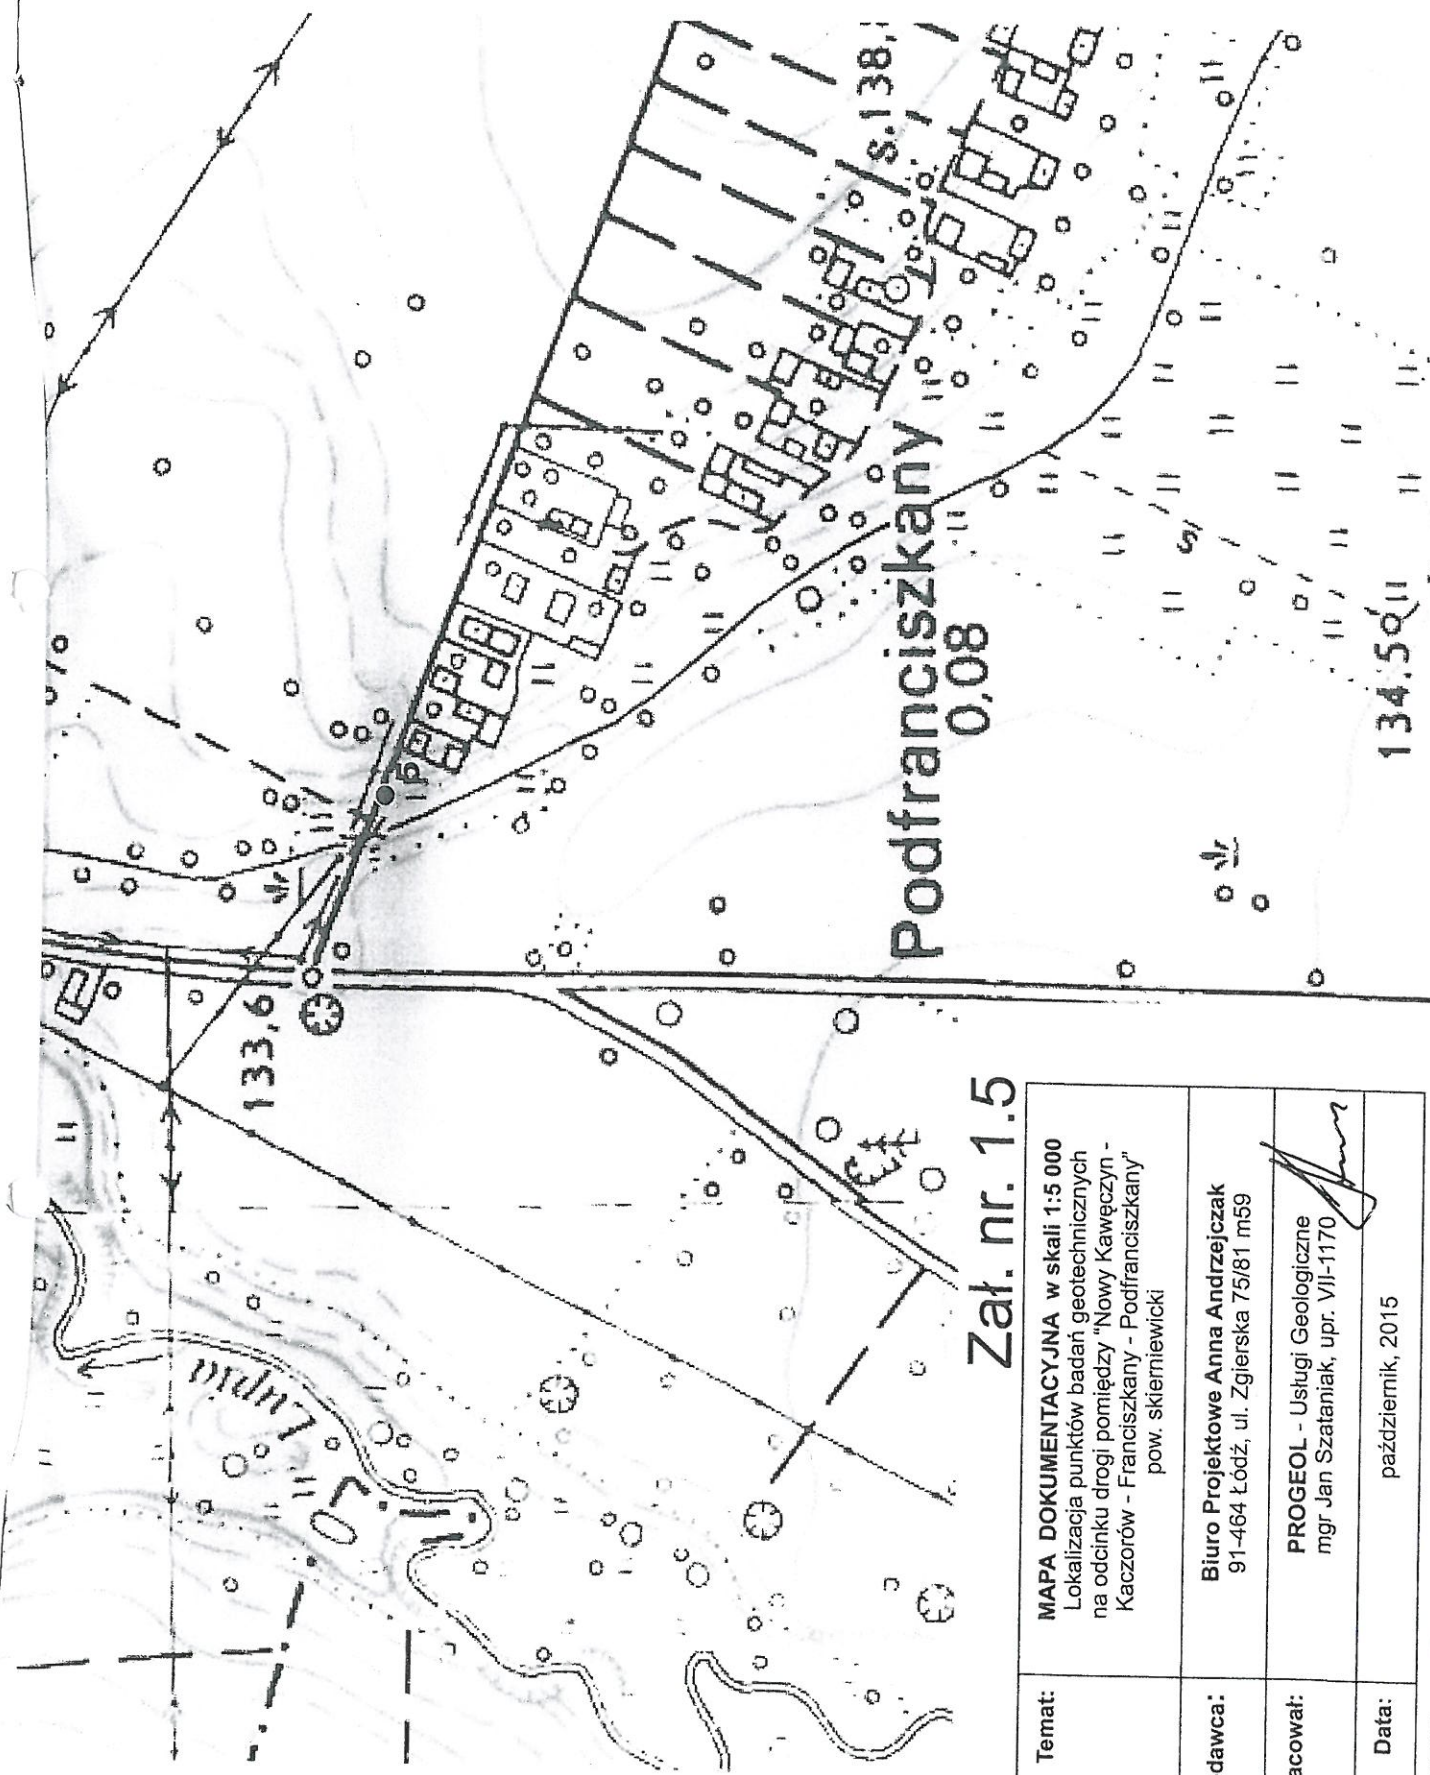 s.138,
15
133,6
Podfranciszkany
0,08
134.5
Łupia
Zał. nr. 1.5
Temat:
MAPA DOKUMENTACYJNA w skali 1:5 000
Lokalizacja punktów badań geotechnicznych
na odcinku drogi pomiędzy "Nowy Kawęczyn -
Kaczorów - Franciszkany - Podfranciszkany"
pow. skierniewicki
dawca:
Biuro Projektowe Anna Andrzejczak
91-464 Łódź, ul. Zgierska 75/81 m59
acował:
PROGEOL - Usługi Geologiczne
mgr Jan Szataniak, upr. VII-1170
Data:
październik, 2015